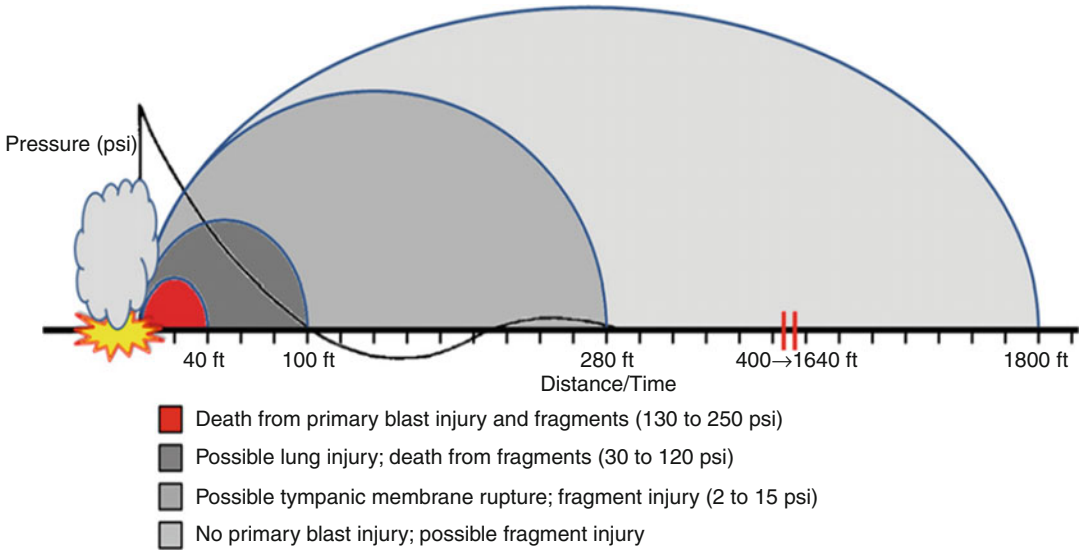 Pressure (psi)
40 ft 100 ft 280 ft 400→1640 ft 1800 ft
Distance/Time
Death from primary blast injury and fragments (130 to 250 psi)
Possible lung injury; death from fragments (30 to 120 psi)
Possible tympanic membrane rupture; fragment injury (2 to 15 psi)
No primary blast injury; possible fragment injury